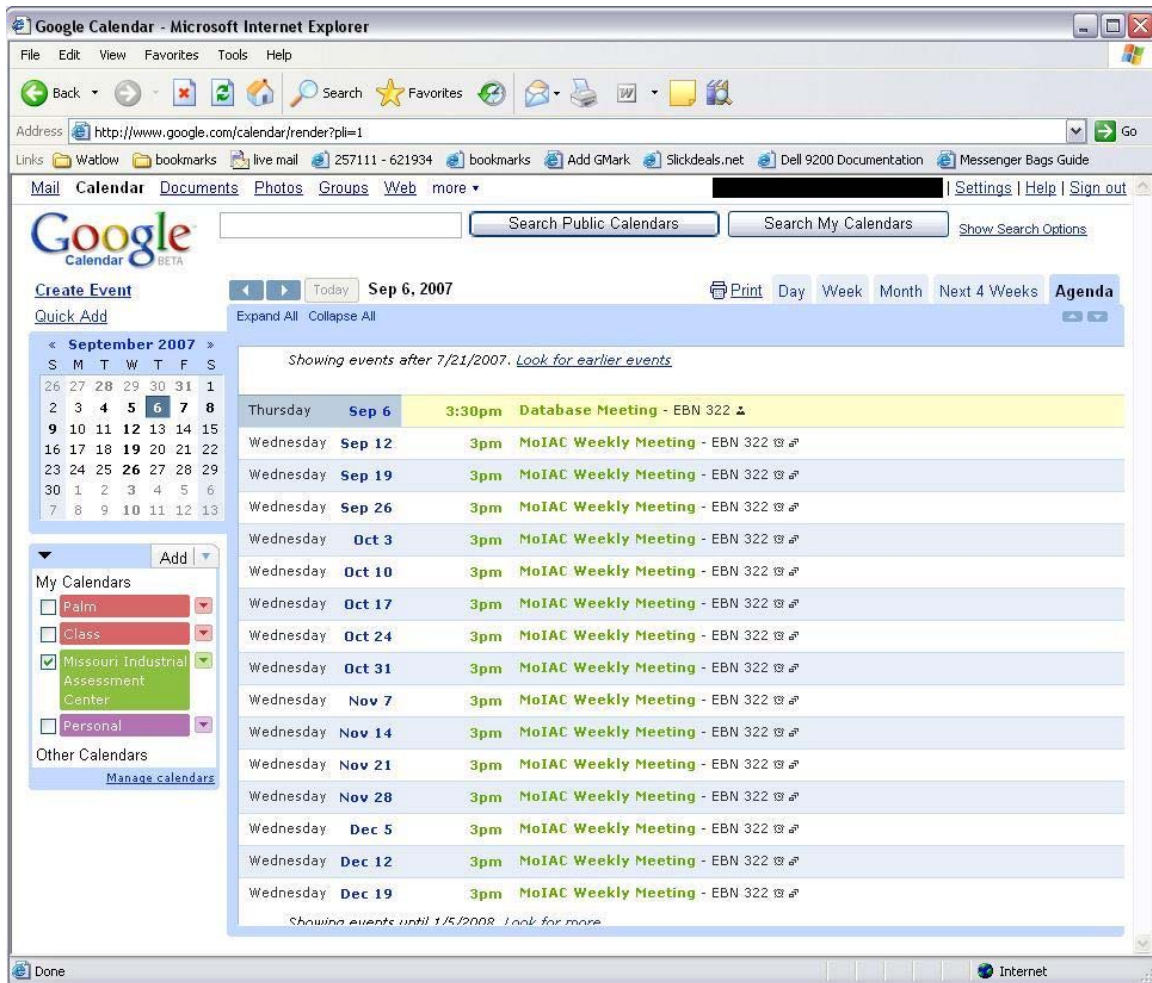 Google Calendar - Microsoft Internet Explorer
File Edit View Favorites Tools Help
Back Search Favorites
Address http://www.google.com/calendar/render?pli=1 Go
Links Watlow bookmarks live mail 257111 - 621934 bookmarks Add GMark Slickdeals.net Dell 9200 Documentation Messenger Bags Guide
Mail Calendar Documents Photos Groups Web more | Settings | Help | Sign out
Google Calendar BETA
Search Public Calendars Search My Calendars Show Search Options
Create Event
Quick Add
Today Sep 6, 2007 Print Day Week Month Next 4 Weeks Agenda
Expand All Collapse All
« September 2007 »
S M T W T F S
26 27 28 29 30 31 1
2 3 4 5 6 7 8
9 10 11 12 13 14 15
16 17 18 19 20 21 22
23 24 25 26 27 28 29
30 1 2 3 4 5 6
7 8 9 10 11 12 13
Add
My Calendars
Palm
Class
Missouri Industrial
Assessment
Center
Personal
Other Calendars
Manage calendars
Showing events after 7/21/2007. Look for earlier events
Thursday Sep 6 3:30pm Database Meeting - EBN 322
Wednesday Sep 12 3pm MoIAC Weekly Meeting - EBN 322
Wednesday Sep 19 3pm MoIAC Weekly Meeting - EBN 322
Wednesday Sep 26 3pm MoIAC Weekly Meeting - EBN 322
Wednesday Oct 3 3pm MoIAC Weekly Meeting - EBN 322
Wednesday Oct 10 3pm MoIAC Weekly Meeting - EBN 322
Wednesday Oct 17 3pm MoIAC Weekly Meeting - EBN 322
Wednesday Oct 24 3pm MoIAC Weekly Meeting - EBN 322
Wednesday Oct 31 3pm MoIAC Weekly Meeting - EBN 322
Wednesday Nov 7 3pm MoIAC Weekly Meeting - EBN 322
Wednesday Nov 14 3pm MoIAC Weekly Meeting - EBN 322
Wednesday Nov 21 3pm MoIAC Weekly Meeting - EBN 322
Wednesday Nov 28 3pm MoIAC Weekly Meeting - EBN 322
Wednesday Dec 5 3pm MoIAC Weekly Meeting - EBN 322
Wednesday Dec 12 3pm MoIAC Weekly Meeting - EBN 322
Wednesday Dec 19 3pm MoIAC Weekly Meeting - EBN 322
Showing events until 1/5/2008. Look for more
Done Internet